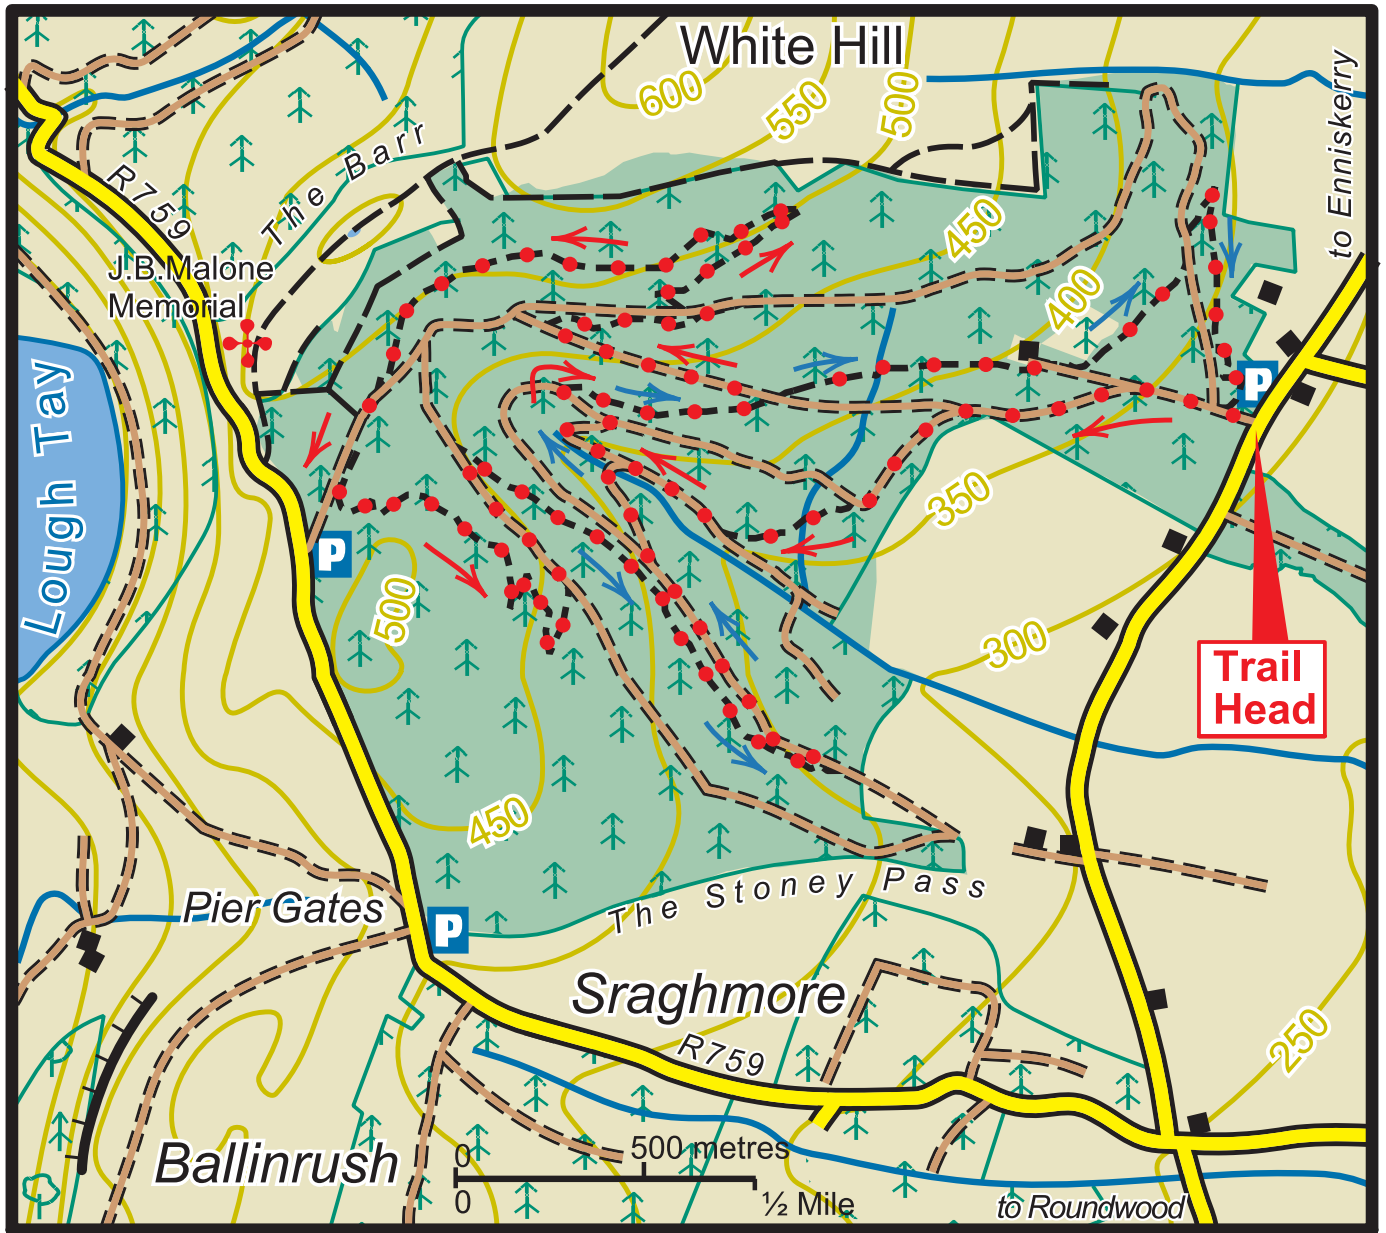 White Hill
600
550
500
to Enniskerry
The Barr
R759
450
J.B.Malone
Memorial
400
Lough Tay
P
350
P
500
300
Trail
Head
450
The Stoney Pass
Pier Gates
P
Sraghmore
R759
250
Ballinrush
0
500 metres
0
½ Mile
to Roundwood